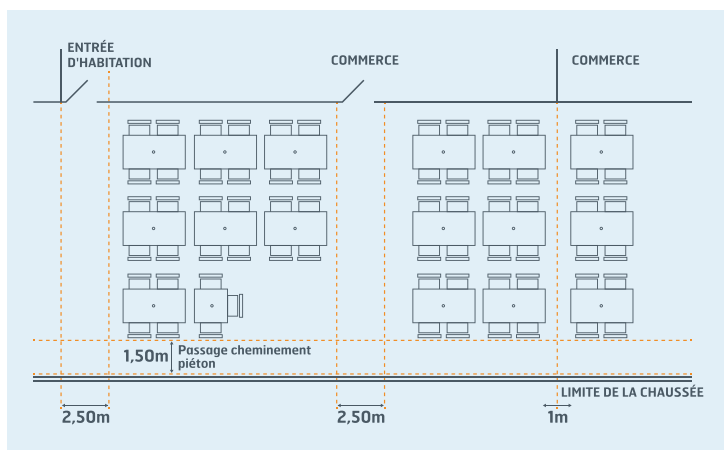 ENTRÉE
D'HABITATION
COMMERCE
COMMERCE
1,50m
Passage cheminement
piéton
LIMITE DE LA CHAUSSÉE
2,50m
2,50m
1m